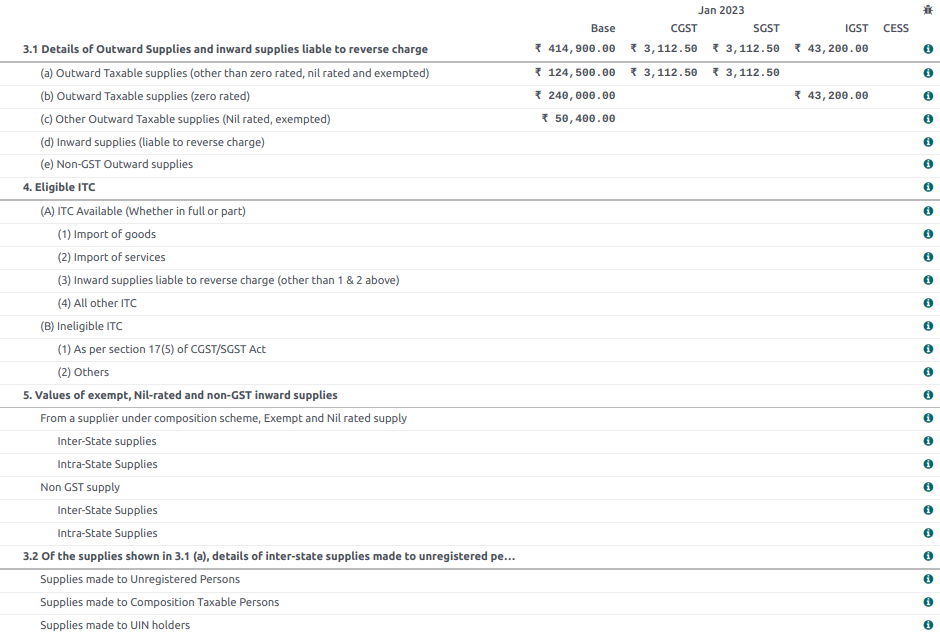 Jan 2023
Base CGST SGST IGST CESS
3.1 Details of Outward Supplies and inward supplies liable to reverse charge ₹ 414,900.00 ₹ 3,112.50 ₹ 3,112.50 ₹ 43,200.00
(a) Outward Taxable supplies (other than zero rated, nil rated and exempted) ₹ 124,500.00 ₹ 3,112.50 ₹ 3,112.50
(b) Outward Taxable supplies (zero rated) ₹ 240,000.00 ₹ 43,200.00
(c) Other Outward Taxable supplies (Nil rated, exempted) ₹ 50,400.00
(d) Inward supplies (liable to reverse charge)
(e) Non-GST Outward supplies
4. Eligible ITC
(A) ITC Available (Whether in full or part)
(1) Import of goods
(2) Import of services
(3) Inward supplies liable to reverse charge (other than 1 & 2 above)
(4) All other ITC
(B) Ineligible ITC
(1) As per section 17(5) of CGST/SGST Act
(2) Others
5. Values of exempt, Nil-rated and non-GST inward supplies
From a supplier under composition scheme, Exempt and Nil rated supply
Inter-State supplies
Intra-State Supplies
Non GST supply
Inter-State Supplies
Intra-State Supplies
3.2 Of the supplies shown in 3.1 (a), details of inter-state supplies made to unregistered pe...
Supplies made to Unregistered Persons
Supplies made to Composition Taxable Persons
Supplies made to UIN holders